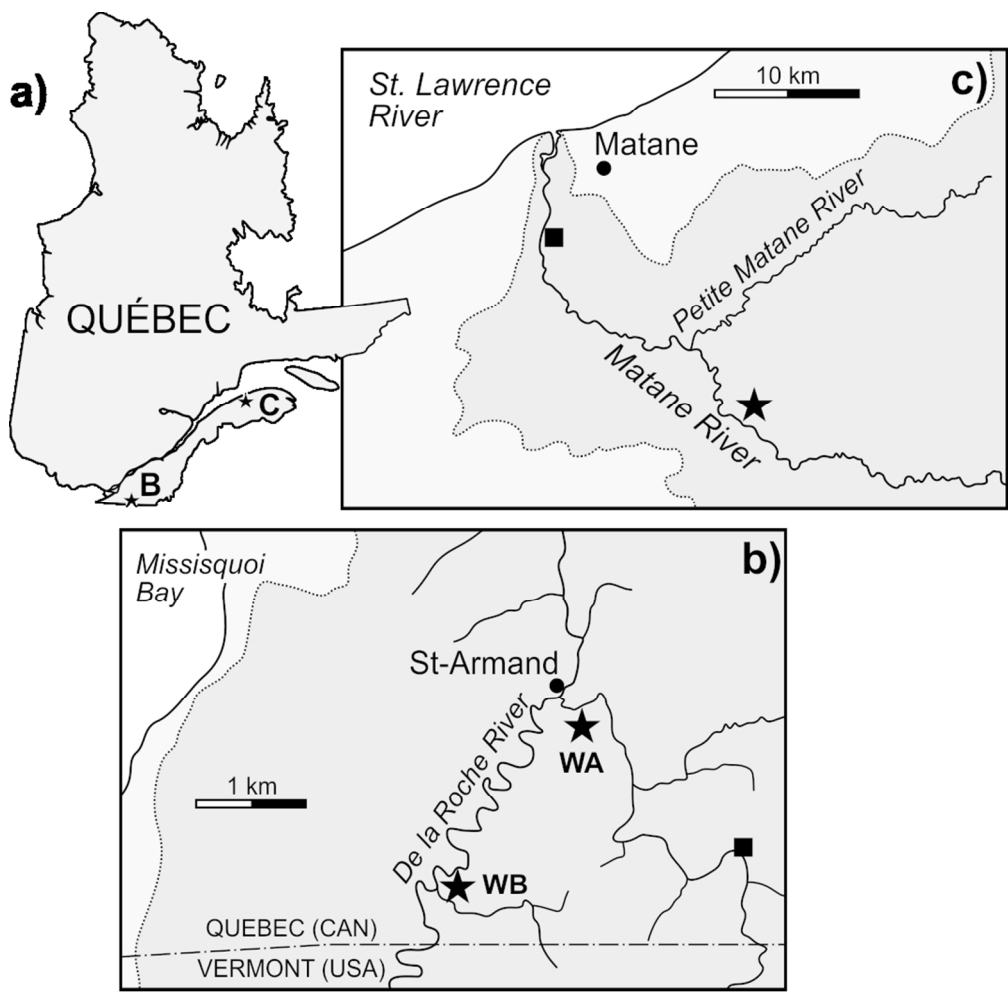 a)
QUÉBEC
C
B
c)
10 km
St. Lawrence
River
Matane
Petite Matane River
Matane River
b)
Missisquoi
Bay
St-Armand
WA
De la Roche River
1 km
WB
QUEBEC (CAN)
VERMONT (USA)